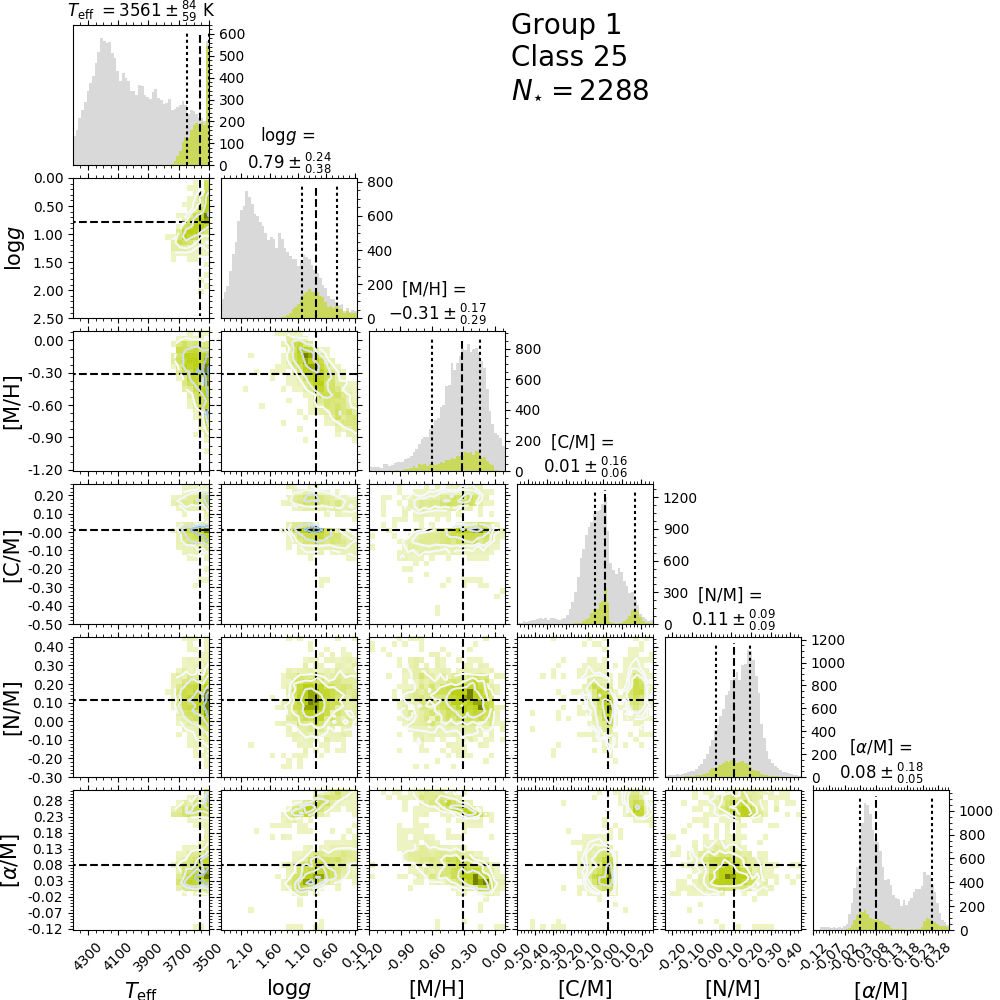 T_eff = 3561 ± 84 59 K
Group 1
Class 25
N⋆ = 2288
600
500
400
300
200
100
0
logg =
0.79 ± 0.24 0.38
logg
0.00
0.50
1.00
1.50
2.00
2.50
800
600
400
200
0
[M/H] =
−0.31 ± 0.17 0.29
[M/H]
0.00
-0.30
-0.60
-0.90
-1.20
800
600
400
200
0
[C/M] =
0.01 ± 0.16 0.06
[C/M]
0.20
0.10
-0.00
-0.10
-0.20
-0.30
-0.40
-0.50
1200
900
600
300
0
[N/M] =
0.11 ± 0.09 0.09
[N/M]
0.40
0.30
0.20
0.10
0.00
-0.10
-0.20
-0.30
1200
1000
800
600
400
200
0
[α/M] =
0.08 ± 0.18 0.05
[α/M]
0.28
0.23
0.18
0.13
0.08
0.03
-0.02
-0.07
-0.12
1000
800
600
400
200
0
4300 4100 3900 3700 3500
2.10 1.60 1.10 0.60 0.10
-1.20 -0.90 -0.60 -0.30 0.00
-0.50 -0.40 -0.30 -0.20 -0.10 -0.00 0.10 0.20
-0.20 -0.10 0.00 0.10 0.20 0.30 0.40
-0.12 -0.07 -0.02 0.03 0.08 0.13 0.18 0.23 0.28
T_eff logg [M/H] [C/M] [N/M] [α/M]